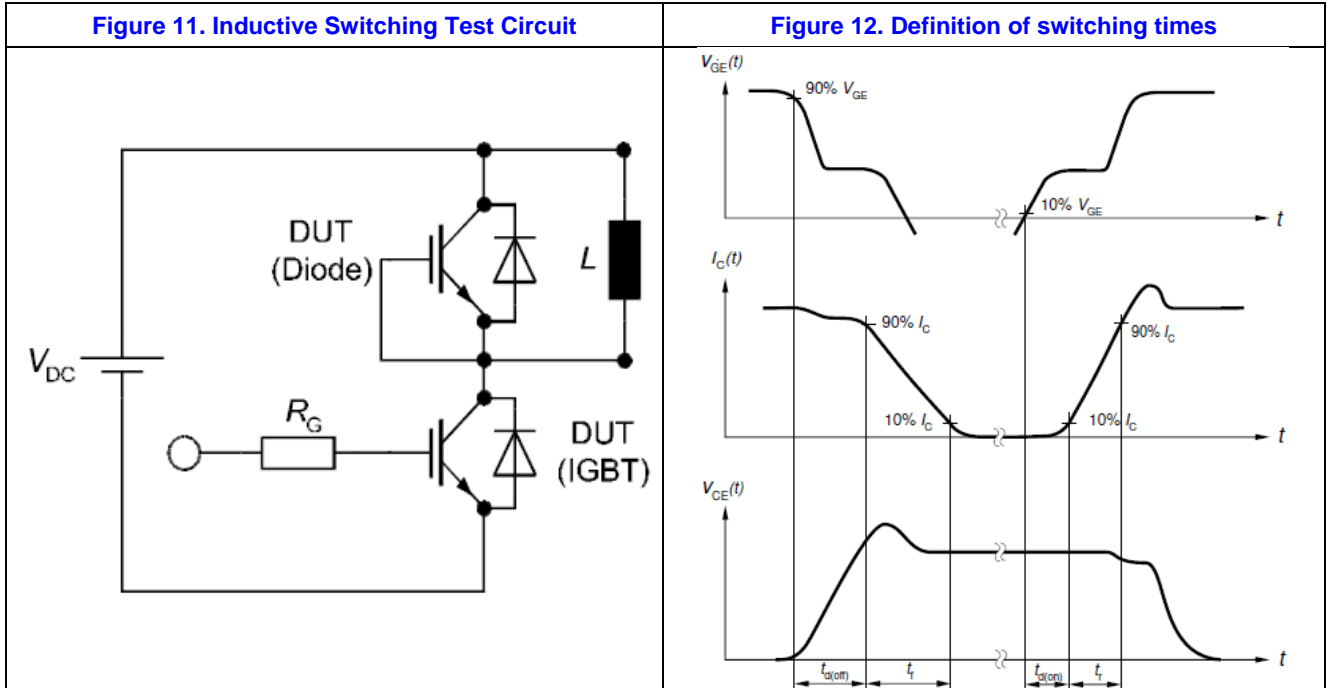 Figure 11. Inductive Switching Test Circuit
Figure 12. Definition of switching times
DUT
(Diode)
L
VDC
RG
DUT
(IGBT)
VGE(t)
90% VGE
10% VGE
t
IC(t)
90% IC
90% IC
10% IC
10% IC
t
VCE(t)
t
td(off)
tf
td(on)
tr